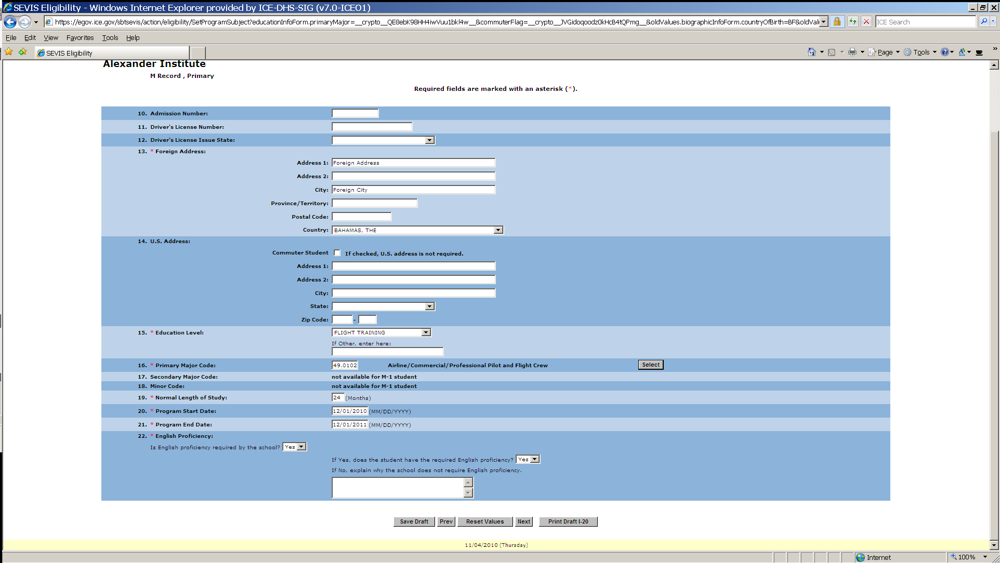 SEVIS Eligibility - Windows Internet Explorer provided by ICE-DHS-SIG (v7.0-ICEO1)
https://egov.ice.gov/sbtsevis/action/eligibility/SetProgramSubject?educationInfoForm.primaryMajor=__crypto__QE8ebK98HH4iwVuu1bkl4w__&commuterFlag=__crypto__JVGidoqoodz0kHcB4tQPmg__&oldValues.biographicInfoForm.countryOfBirth=BF&oldValu
ICE Search
File Edit View Favorites Tools Help
SEVIS Eligibility
Page Tools »
Alexander Institute
M Record , Primary
Required fields are marked with an asterisk (*).
10. Admission Number:
11. Driver's License Number:
12. Driver's License Issue State:
13. * Foreign Address:
Address 1: Foreign Address
Address 2:
City: Foreign City
Province/Territory:
Postal Code:
Country: BAHAMAS, THE
14. U.S. Address:
Commuter Student If checked, U.S. address is not required.
Address 1:
Address 2:
City:
State:
Zip Code: -
15. * Education Level: FLIGHT TRAINING
If Other, enter here:
16. * Primary Major Code: 49.0102 Airline/Commercial/Professional Pilot and Flight Crew Select
17. Secondary Major Code: not available for M-1 student
18. Minor Code: not available for M-1 student
19. * Normal Length of Study: 24 (Months)
20. * Program Start Date: 12/01/2010 (MM/DD/YYYY)
21. * Program End Date: 12/01/2011 (MM/DD/YYYY)
22. * English Proficiency:
Is English proficiency required by the school? Yes
If Yes, does the student have the required English proficiency? Yes
If No, explain why the school does not require English proficiency.
Save Draft Prev Reset Values Next Print Draft I-20
11/04/2010 (Thursday)
Internet 100%